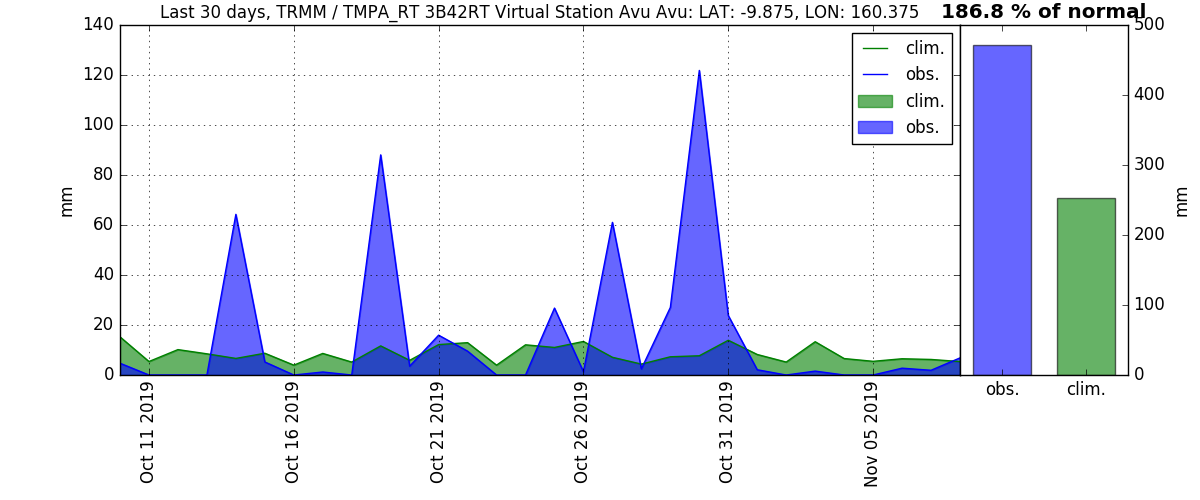 Last 30 days, TRMM / TMPA_RT 3B42RT Virtual Station Avu Avu: LAT: -9.875, LON: 160.375
186.8 % of normal
140
120
100
80
60
40
20
0
mm
clim.
obs.
clim.
obs.
Oct 11 2019
Oct 16 2019
Oct 21 2019
Oct 26 2019
Oct 31 2019
Nov 05 2019
500
400
300
200
100
0
mm
obs.
clim.